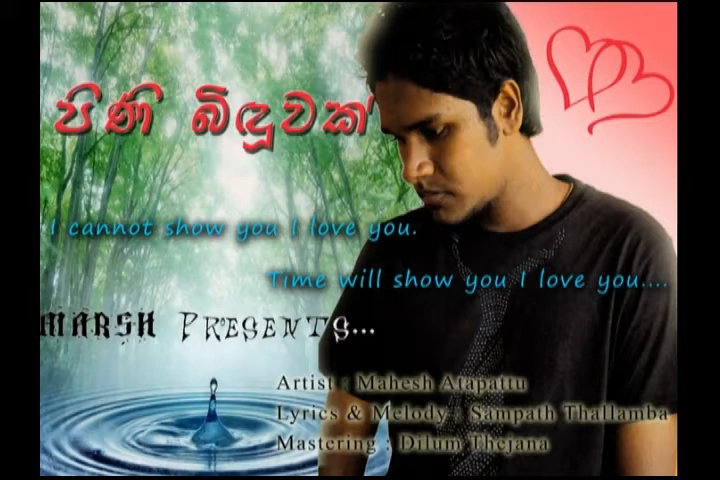 පිණි බිඳූවක්
I cannot show you I love you.
Time will show you I love you....
MARSH PRESENTS...
Artist : Mahesh Atapattu
Lyrics & Melody : Sampath Thallamba
Mastering : Dilum Thejana